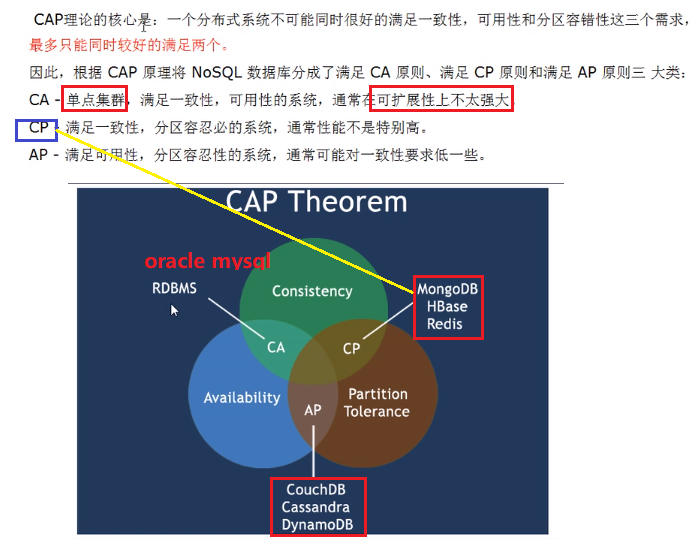 CAP理论的核心是：一个分布式系统不可能同时很好的满足一致性，可用性和分区容错性这三个需求，
最多只能同时较好的满足两个。
因此，根据 CAP 原理将 NoSQL 数据库分成了满足 CA 原则、满足 CP 原则和满足 AP 原则三 大类：
CA - 单点集群，满足一致性，可用性的系统，通常在可扩展性上不太强大。
CP - 满足一致性，分区容忍必的系统，通常性能不是特别高。
AP - 满足可用性，分区容忍性的系统，通常可能对一致性要求低一些。
CAP Theorem
oracle mysql
RDBMS
Consistency
MongoDB
HBase
Redis
CA
CP
Availability
Partition
Tolerance
AP
CouchDB
Cassandra
DynamoDB